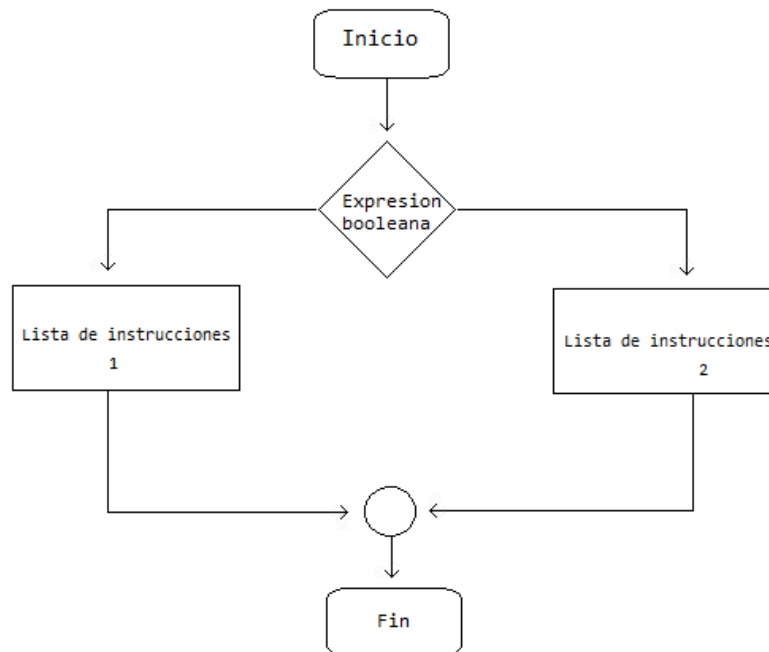 Inicio
Expresion
booleana
Lista de instrucciones
1
Lista de instrucciones
2
Fin